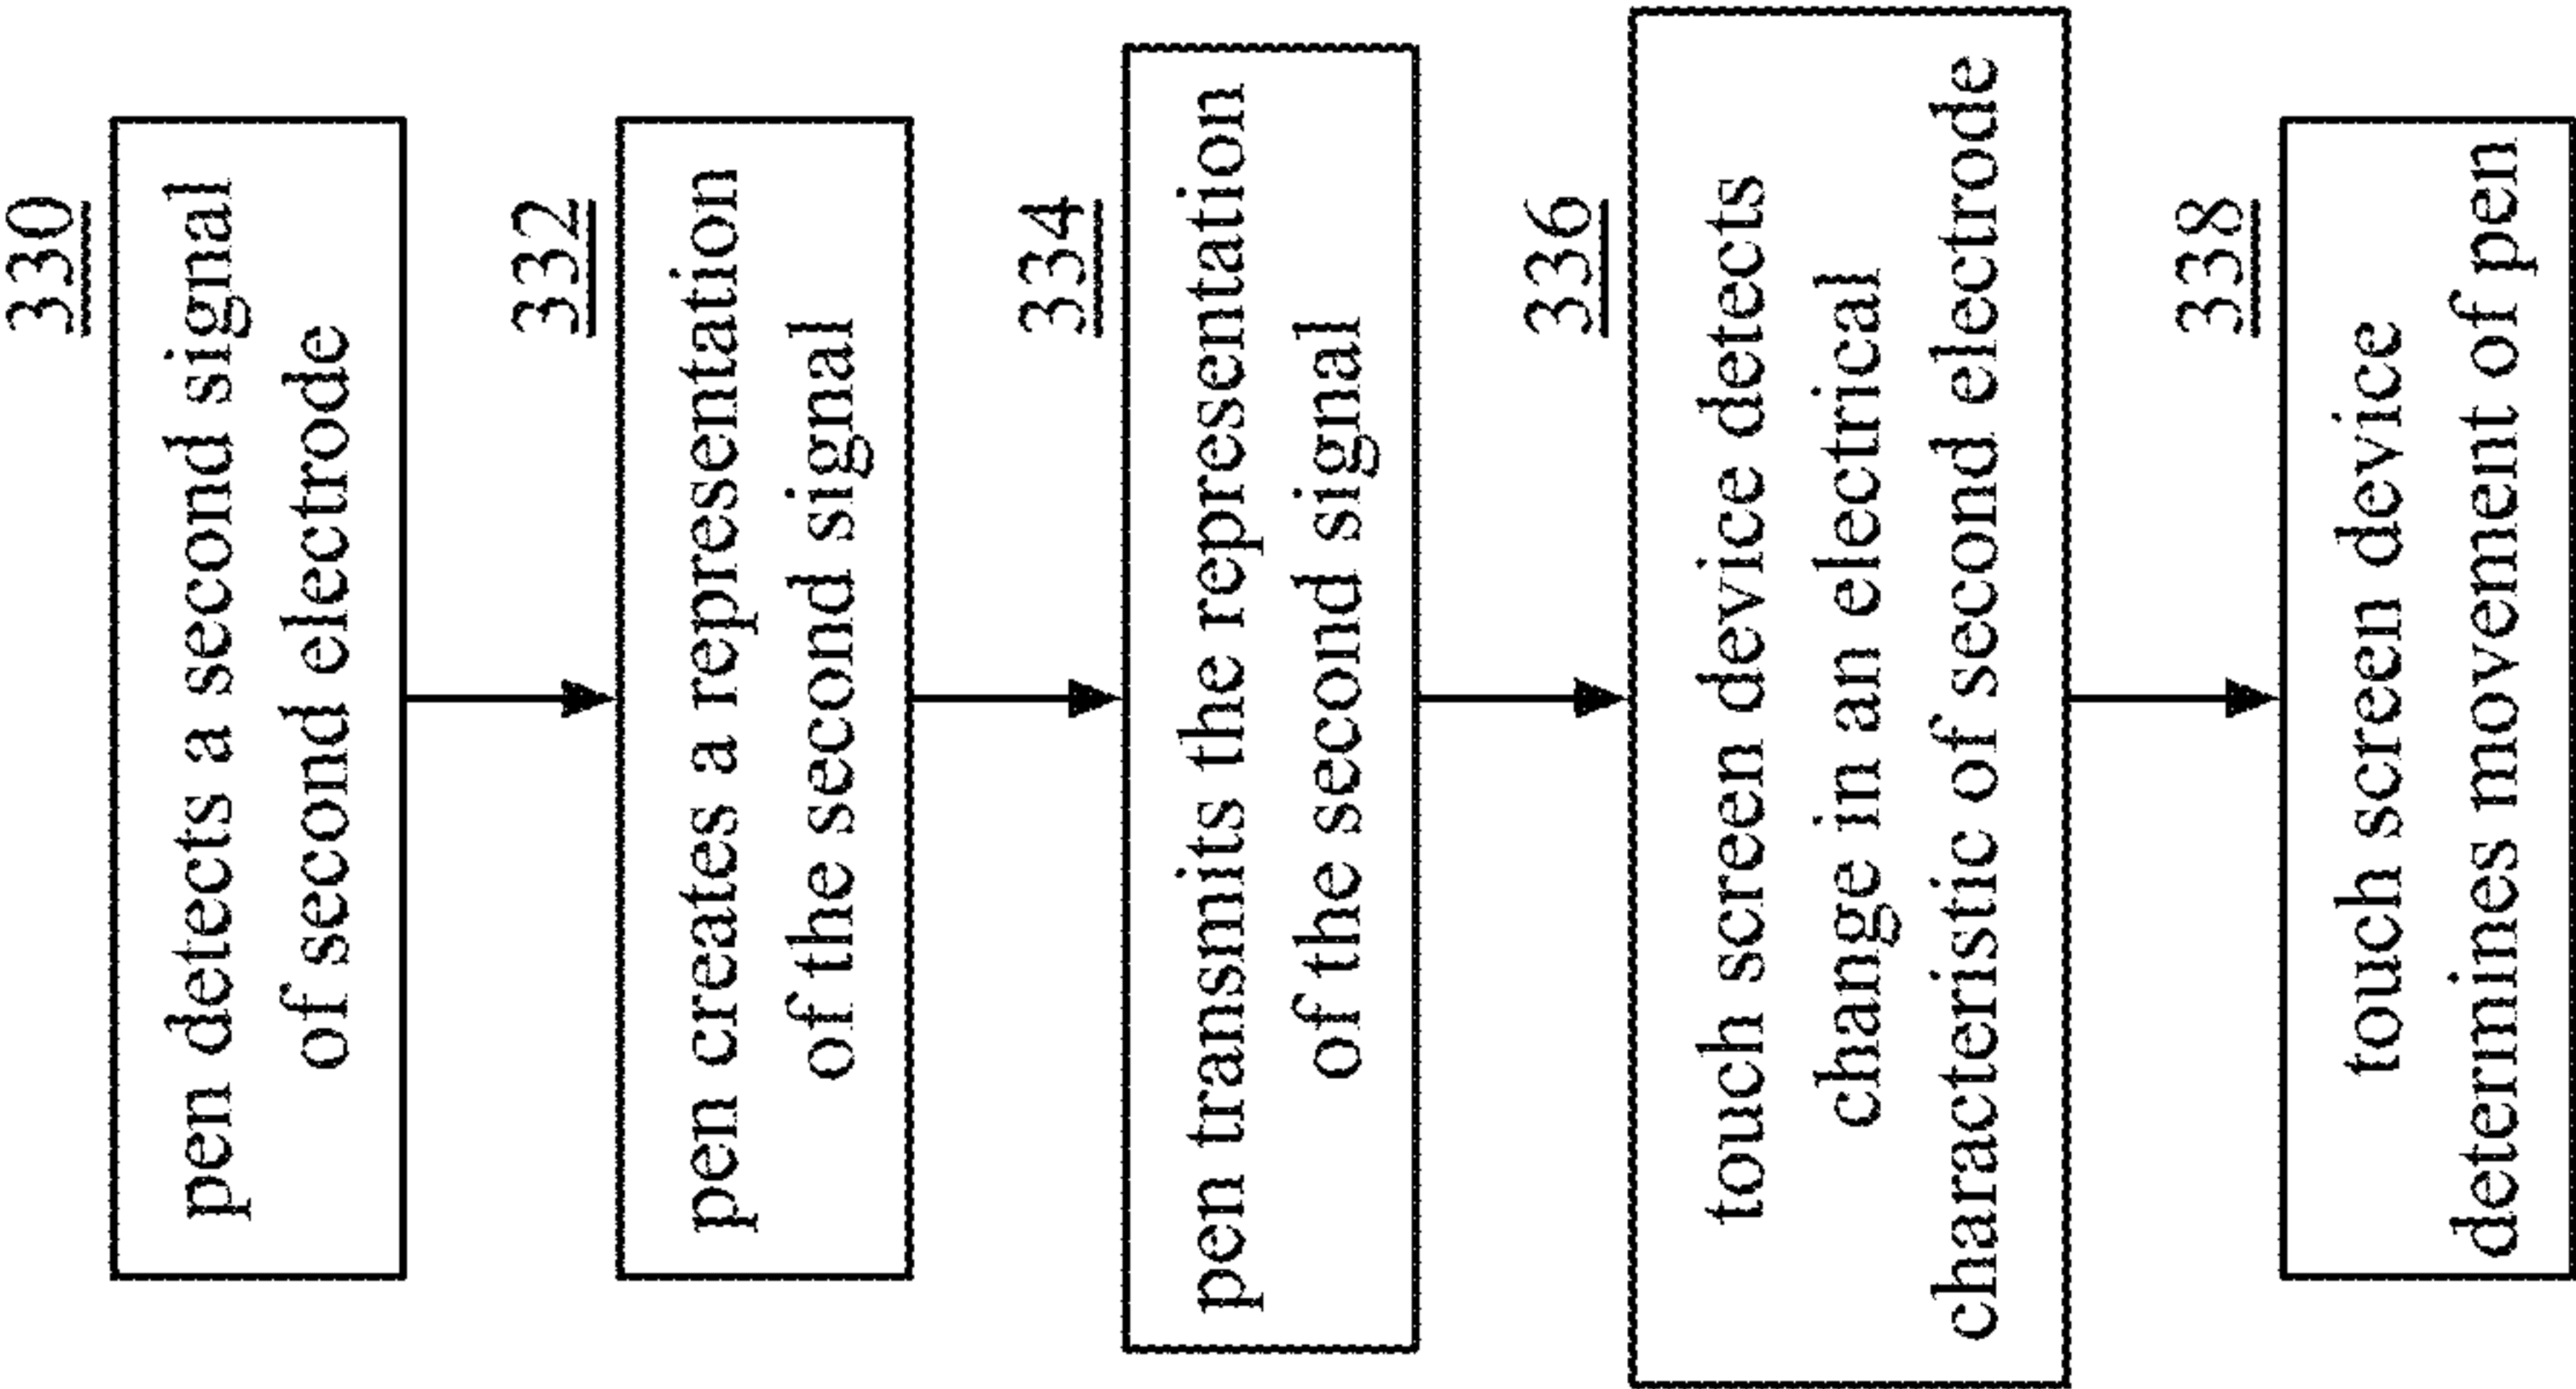 330
pen detects a second signal
of second electrode
332
pen creates a representation
of the second signal
334
pen transmits the representation
of the second signal
336
touch screen device detects
change in an electrical
characteristic of second electrode
338
touch screen device
determines movement of pen